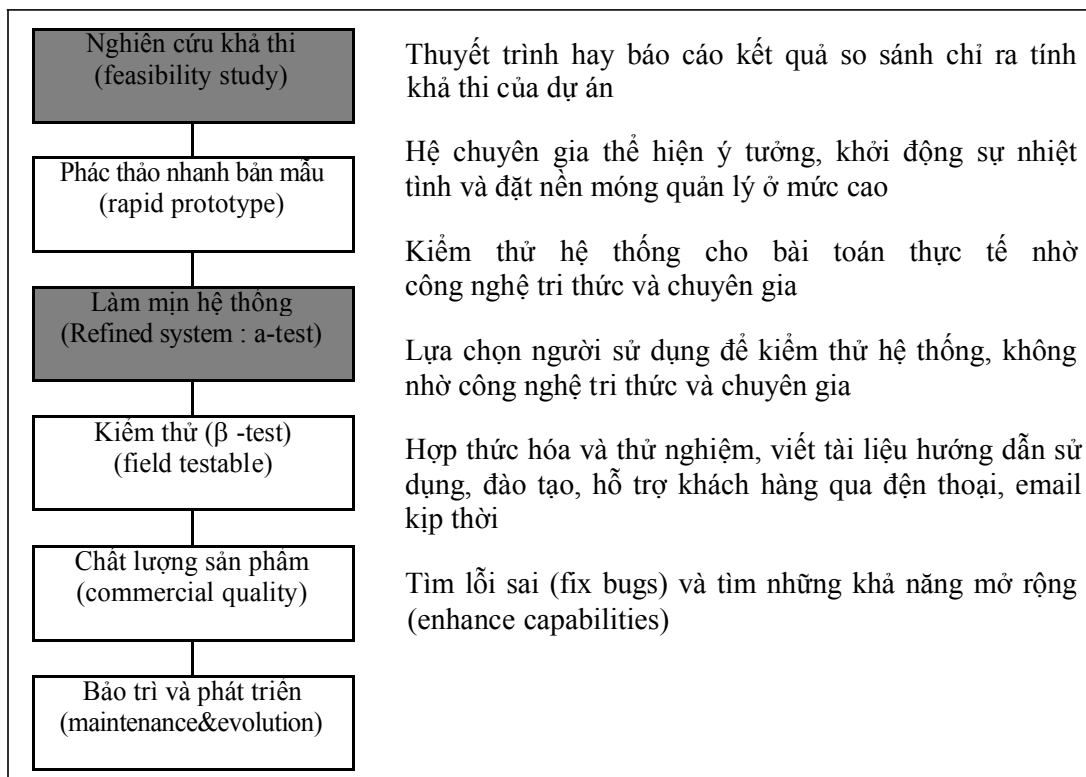 Nghiên cứu khả thi
(feasibility study)
Thuyết trình hay báo cáo kết quả so sánh chỉ ra tính
khả thi của dự án
Phác thảo nhanh bản mẫu
(rapid prototype)
Hệ chuyên gia thể hiện ý tưởng, khởi động sự nhiệt
tình và đặt nền móng quản lý ở mức cao
Làm mịn hệ thống
(Refined system : a-test)
Kiểm thử hệ thống cho bài toán thực tế nhờ
công nghệ tri thức và chuyên gia
Kiểm thử (β -test)
(field testable)
Lựa chọn người sử dụng để kiểm thử hệ thống, không
nhờ công nghệ tri thức và chuyên gia
Chất lượng sản phẩm
(commercial quality)
Hợp thức hóa và thử nghiệm, viết tài liệu hướng dẫn sử
dụng, đào tạo, hỗ trợ khách hàng qua đện thoại, email
kịp thời
Bảo trì và phát triển
(maintenance&evolution)
Tìm lỗi sai (fix bugs) và tìm những khả năng mở rộng
(enhance capabilities)